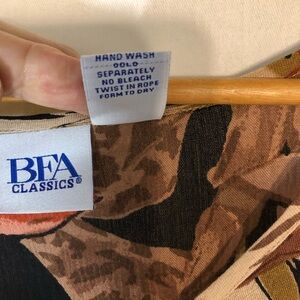 HAND WASH
COLD
SEPARATELY
NO BLEACH
TWIST IN ROPE
FORM TO DRY
BFA
CLASSICS®